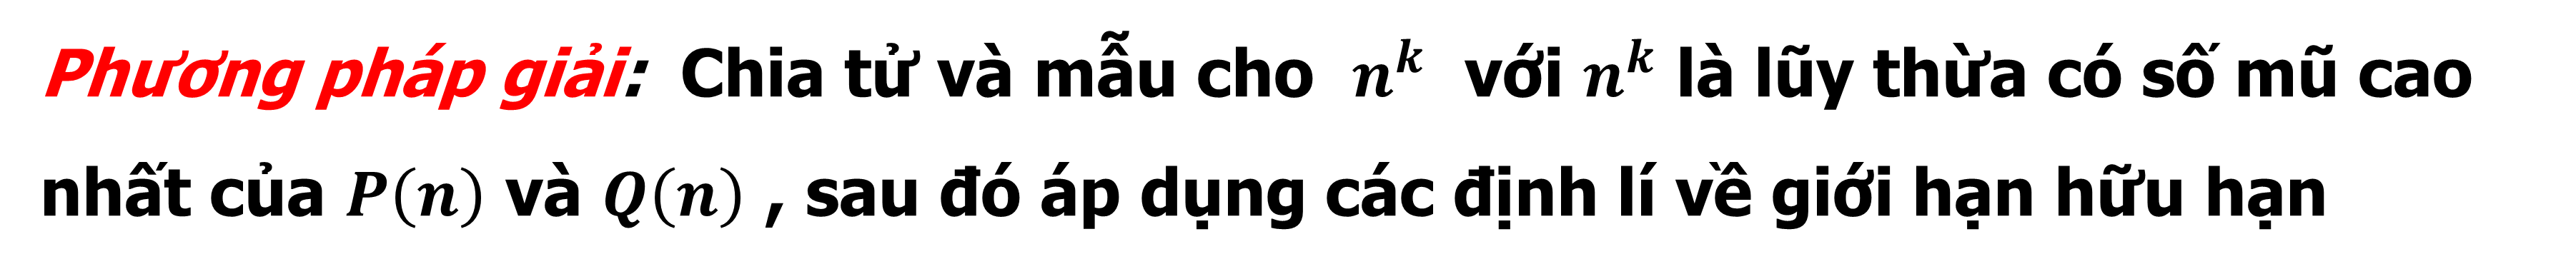 Phương pháp giải: Chia tử và mẫu cho n^k với n^k là lũy thừa có số mũ cao
nhất của P(n) và Q(n) , sau đó áp dụng các định lí về giới hạn hữu hạn